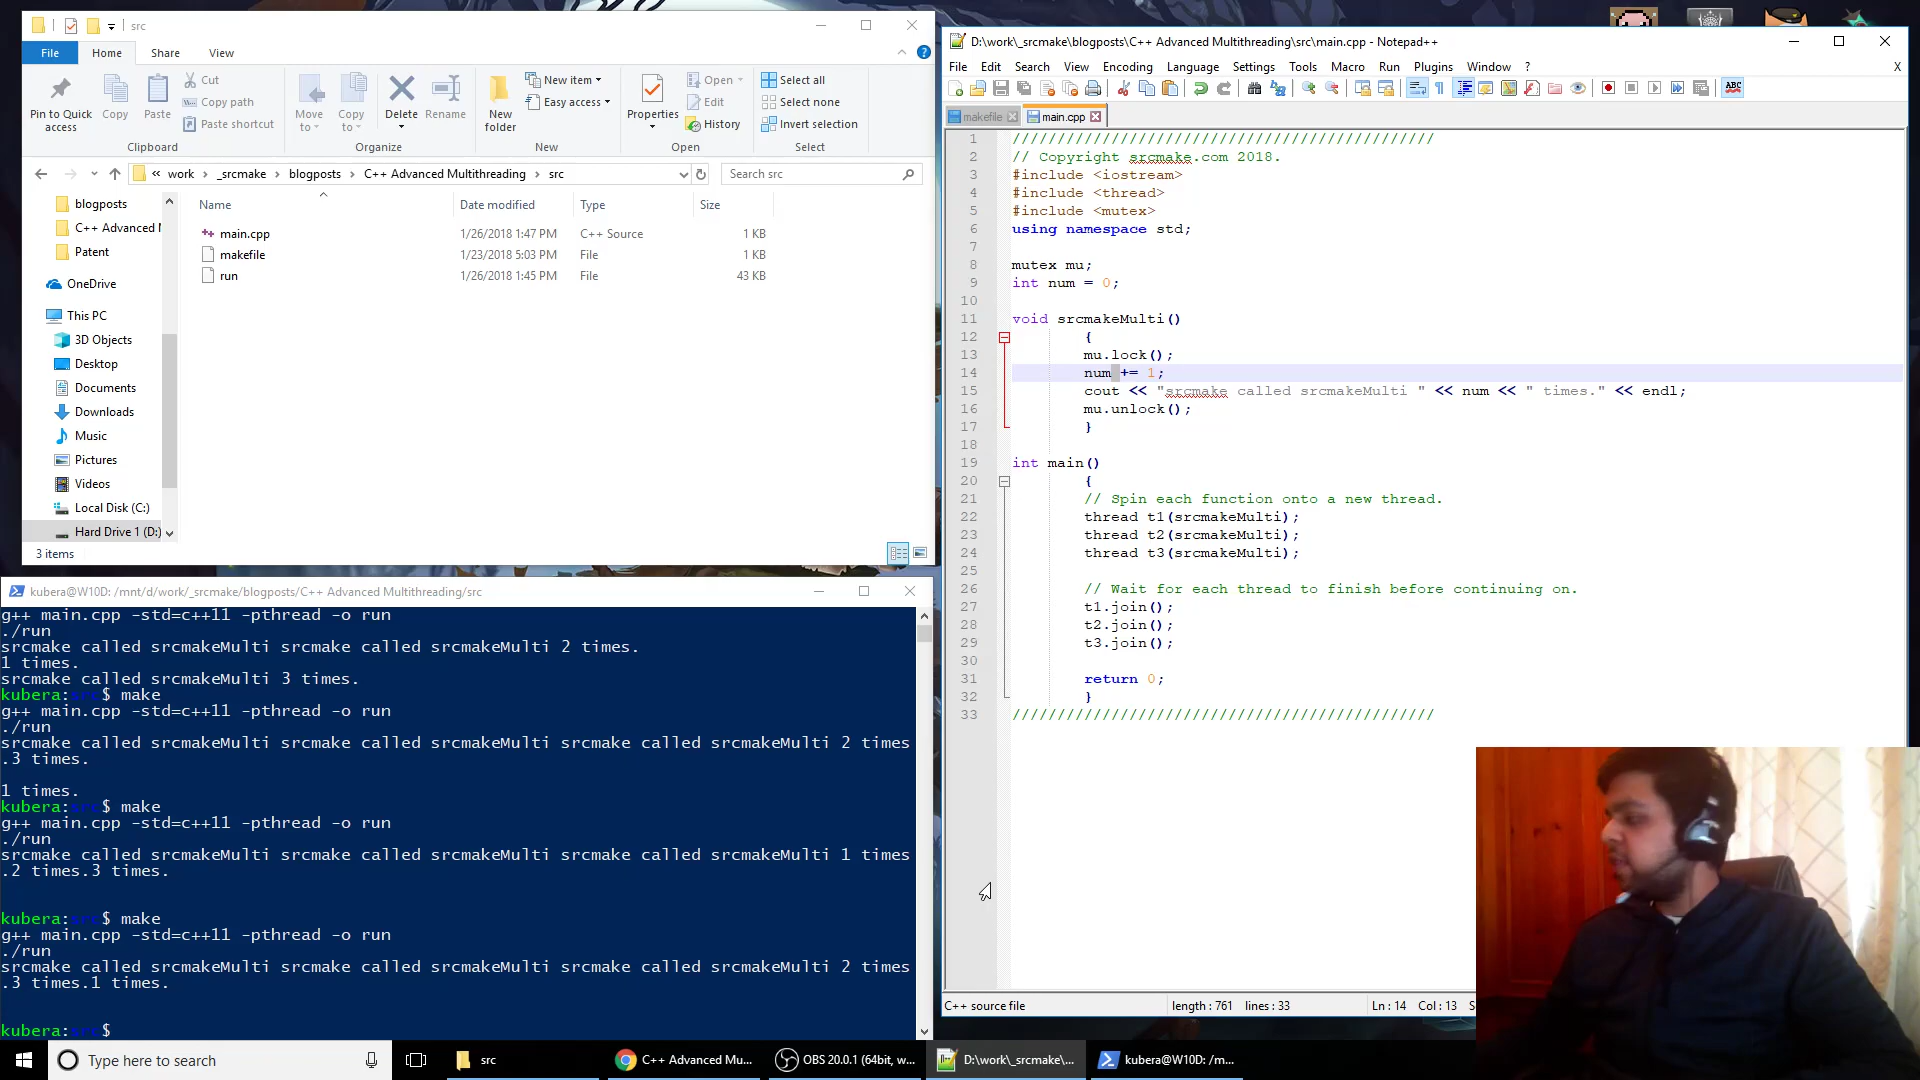 src
File
Home
Share
View
Pin to Quick access
Copy
Paste
Cut
Copy path
Paste shortcut
Clipboard
Move to
Copy to
Delete
Rename
Organize
New folder
New item
Easy access
New
Properties
Open
Edit
History
Open
Select all
Select none
Invert selection
Select
« work › _srcmake › blogposts › C++ Advanced Multithreading › src
Search src
blogposts
C++ Advanced M
Patent
OneDrive
This PC
3D Objects
Desktop
Documents
Downloads
Music
Pictures
Videos
Local Disk (C:)
Hard Drive 1 (D:)
Name Date modified Type Size
main.cpp 1/26/2018 1:47 PM C++ Source 1 KB
makefile 1/23/2018 5:03 PM File 1 KB
run 1/26/2018 1:45 PM File 43 KB
3 items
kubera@W10D: /mnt/d/work/_srcmake/blogposts/C++ Advanced Multithreading/src
g++ main.cpp -std=c++11 -pthread -o run
./run
srcmake called srcmakeMulti srcmake called srcmakeMulti 2 times.
1 times.
srcmake called srcmakeMulti 3 times.
kubera:src$ make
g++ main.cpp -std=c++11 -pthread -o run
./run
srcmake called srcmakeMulti srcmake called srcmakeMulti srcmake called srcmakeMulti 2 times
.3 times.
1 times.
kubera:src$ make
g++ main.cpp -std=c++11 -pthread -o run
./run
srcmake called srcmakeMulti srcmake called srcmakeMulti srcmake called srcmakeMulti 1 times
.2 times.3 times.
kubera:src$ make
g++ main.cpp -std=c++11 -pthread -o run
./run
srcmake called srcmakeMulti srcmake called srcmakeMulti srcmake called srcmakeMulti 2 times
.3 times.1 times.
kubera:src$
D:\work\_srcmake\blogposts\C++ Advanced Multithreading\src\main.cpp - Notepad++
File Edit Search View Encoding Language Settings Tools Macro Run Plugins Window ? X
ABC
makefile
main.cpp
1 ///////////////////////////////////////////////
2 // Copyright srcmake.com 2018.
3 #include <iostream>
4 #include <thread>
5 #include <mutex>
6 using namespace std;
7
8 mutex mu;
9 int num = 0;
10
11 void srcmakeMulti()
12 {
13 mu.lock();
14 num += 1;
15 cout << "srcmake called srcmakeMulti " << num << " times." << endl;
16 mu.unlock();
17 }
18
19 int main()
20 {
21 // Spin each function onto a new thread.
22 thread t1(srcmakeMulti);
23 thread t2(srcmakeMulti);
24 thread t3(srcmakeMulti);
25
26 // Wait for each thread to finish before continuing on.
27 t1.join();
28 t2.join();
29 t3.join();
30
31 return 0;
32 }
33 ///////////////////////////////////////////////
C++ source file length : 761 lines : 33 Ln : 14 Col : 13 S
Type here to search
src
C++ Advanced Mu...
OBS 20.0.1 (64bit, w...
D:\work\_srcmake\...
kubera@W10D: /m...